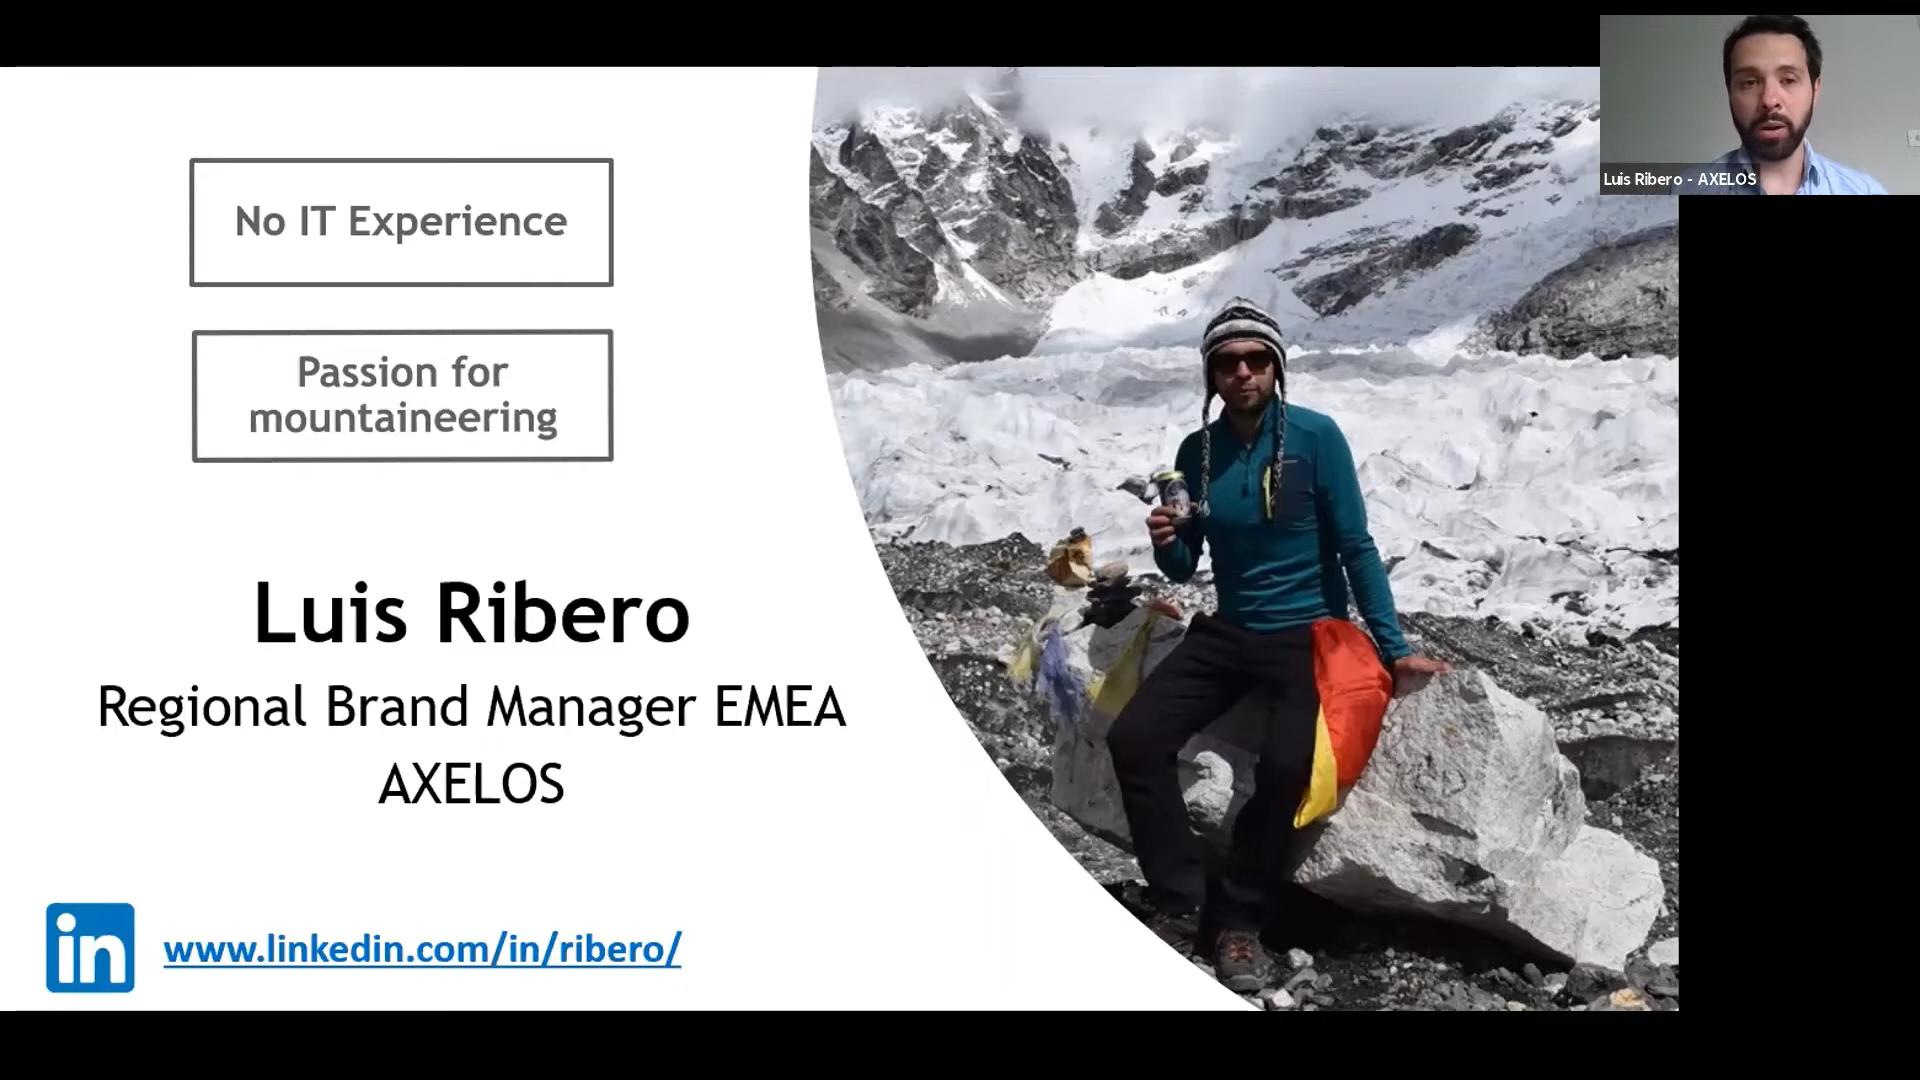 No IT Experience
Passion for
mountaineering
Luis Ribero
Regional Brand Manager EMEA
AXELOS
in
www.linkedin.com/in/ribero/
Luis Ribero - AXELOS